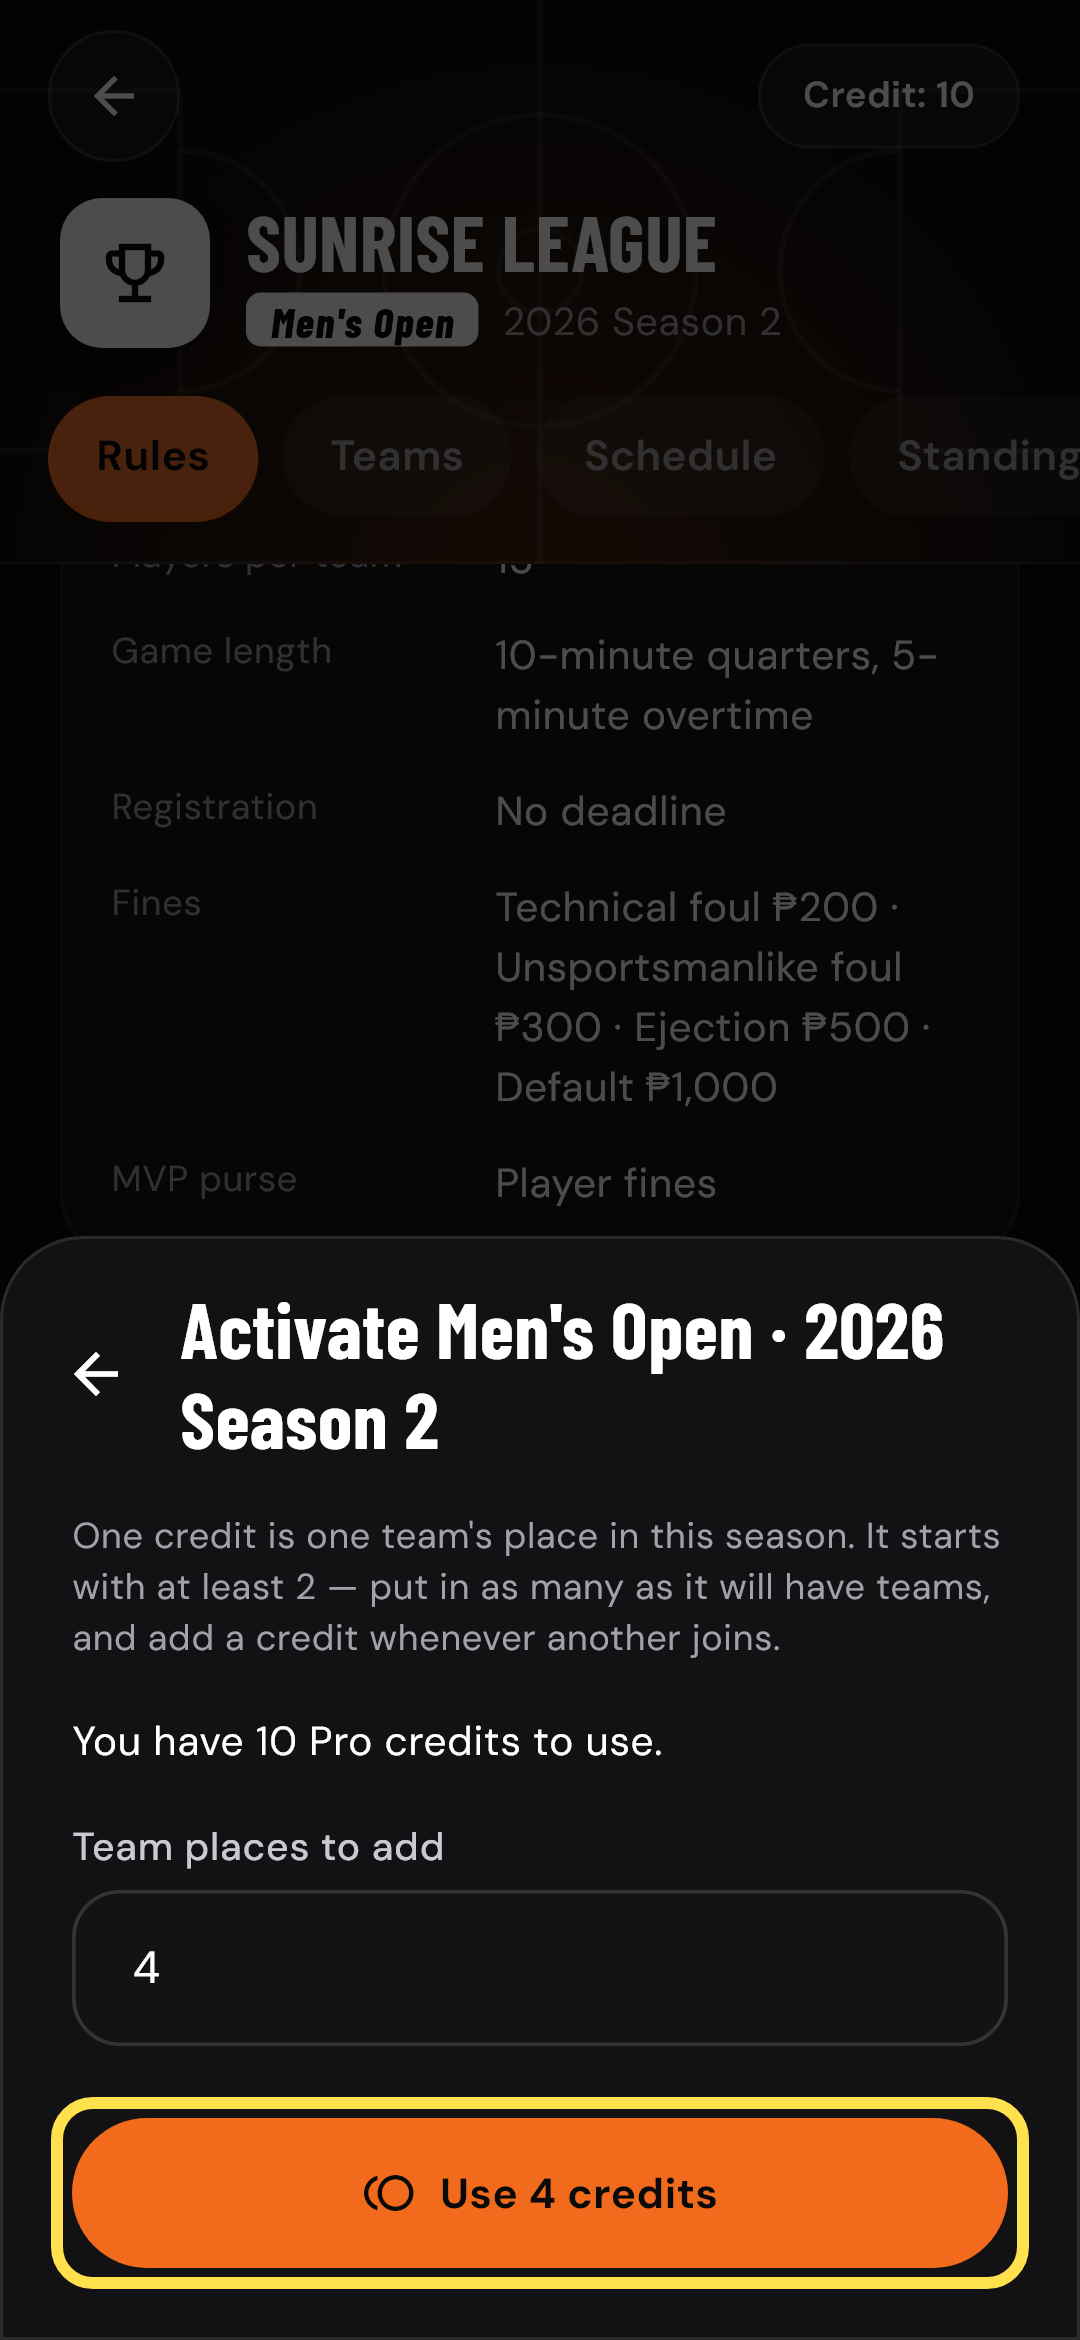 Credit: 10
SUNRISE LEAGUE
Men's Open 2026 Season 2
Rules Teams Schedule Standing
Players per team 15
Game length 10-minute quarters, 5-
minute overtime
Registration No deadline
Fines Technical foul ₱200 ·
Unsportsmanlike foul
₱300 · Ejection ₱500 ·
Default ₱1,000
MVP purse Player fines
Activate Men's Open · 2026
Season 2
One credit is one team's place in this season. It starts
with at least 2 — put in as many as it will have teams,
and add a credit whenever another joins.
You have 10 Pro credits to use.
Team places to add
4
Use 4 credits